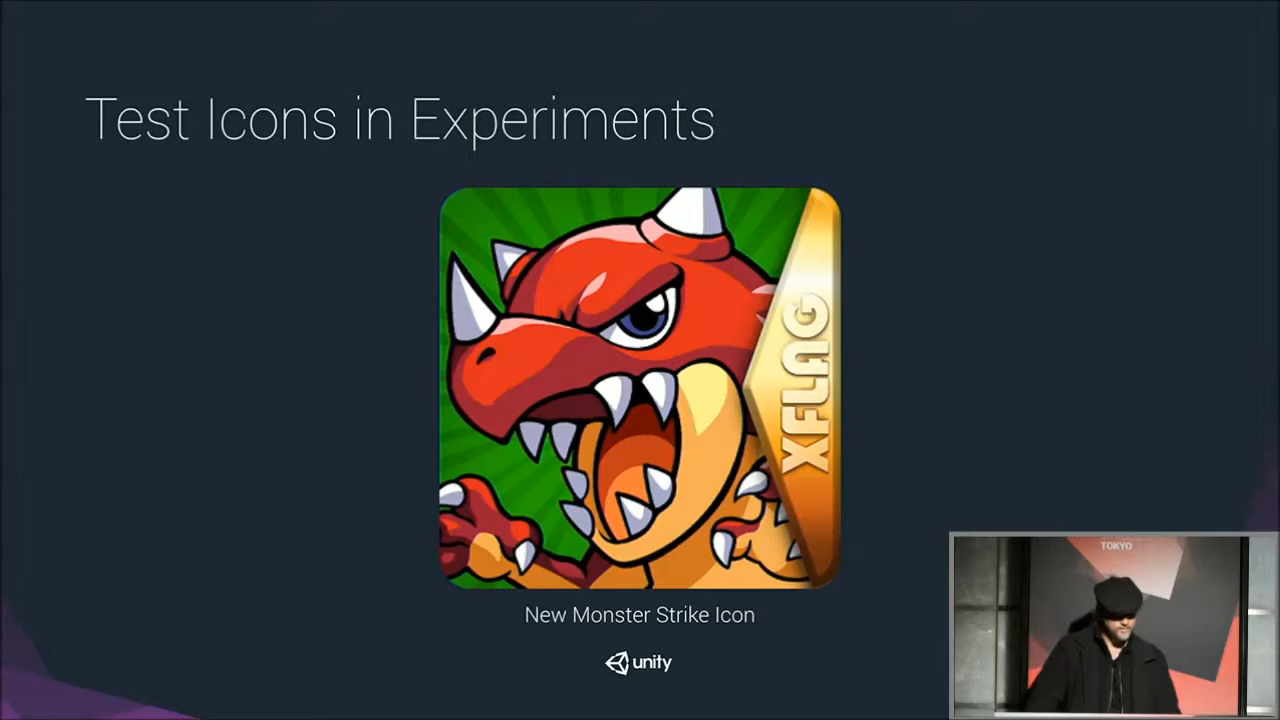 Test Icons in Experiments
XFLAG
New Monster Strike Icon
unity
TOKYO